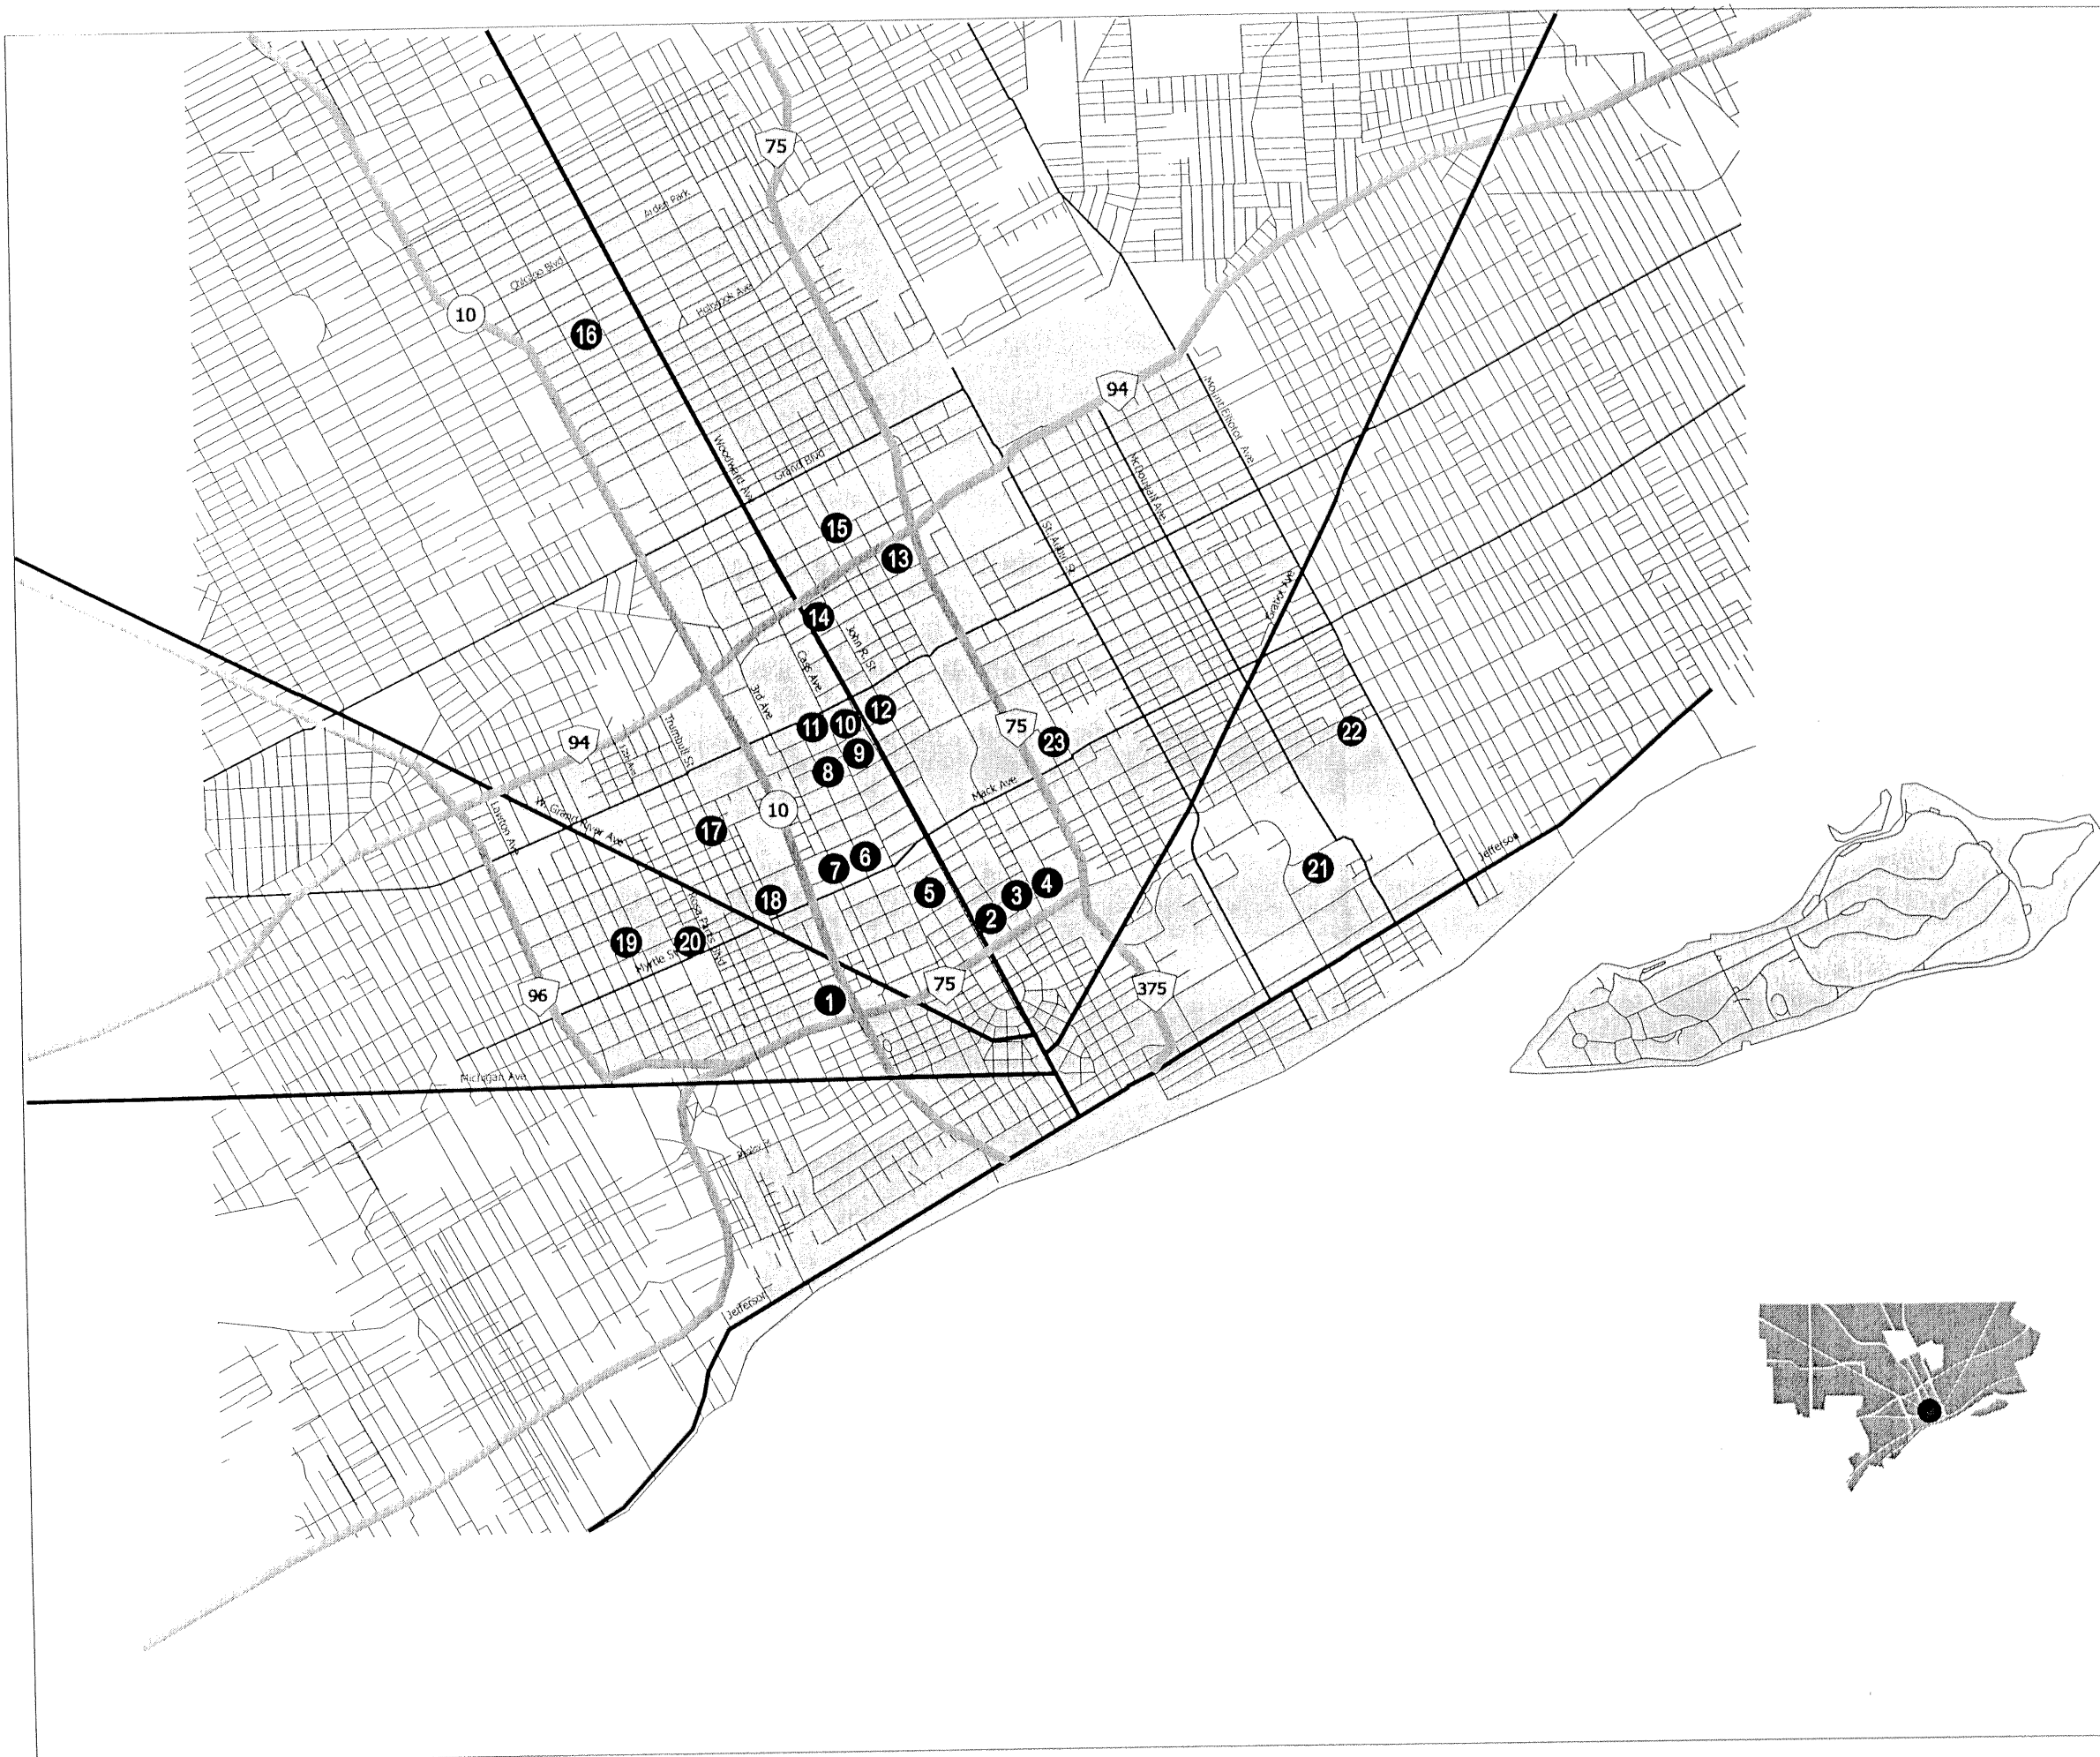 75
Arden Park
Chicago Blvd
Holbrook Ave
10
16
94
Mount Elliott Ave
Woodward Ave
Grand Blvd
McDougall Ave
15
St Aubin St
13
Gratiot Ave
14
John R. St
Cass Ave
3rd Ave
12
11
10
Trumbull St
75
23
22
94
9
8
Mack Ave
10
W. Grand River Ave
Lawton Ave
17
Jefferson
7
6
21
4
5
3
18
2
Rosa Parks Blvd
19
20
Myrtle St
75
375
96
1
Michigan Ave
Jefferson